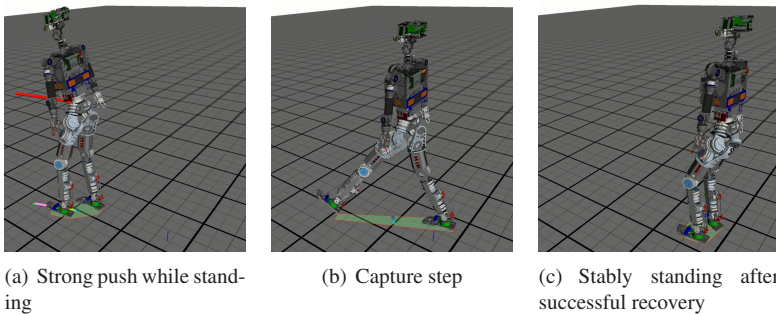 (a) Strong push while stand-
ing
(b) Capture step
(c) Stably standing after
successful recovery